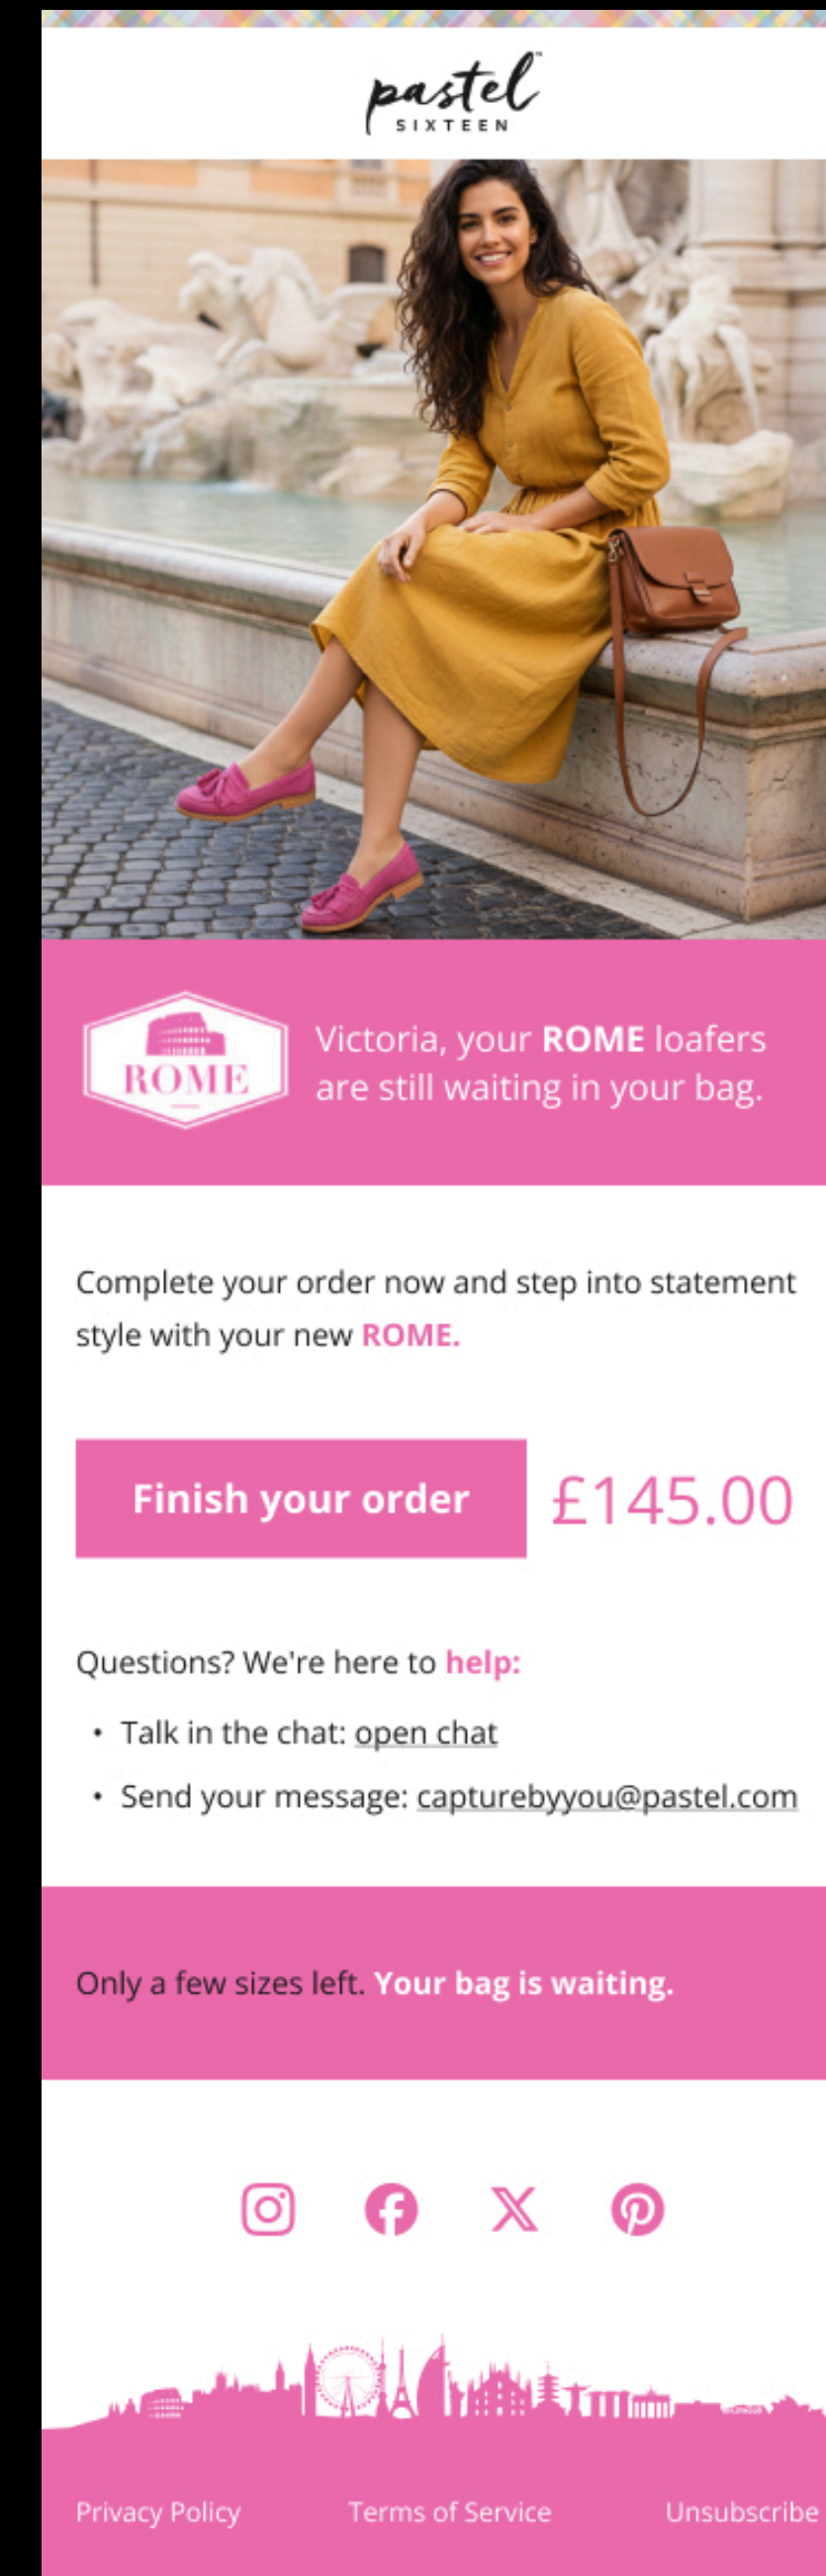 pastel™
SIXTEEN
ROME
Victoria, your ROME loafers
are still waiting in your bag.
Complete your order now and step into statement
style with your new ROME.
Finish your order £145.00
Questions? We're here to help:
• Talk in the chat: open chat
• Send your message: capturebyyou@pastel.com
Only a few sizes left. Your bag is waiting.
Privacy Policy Terms of Service Unsubscribe